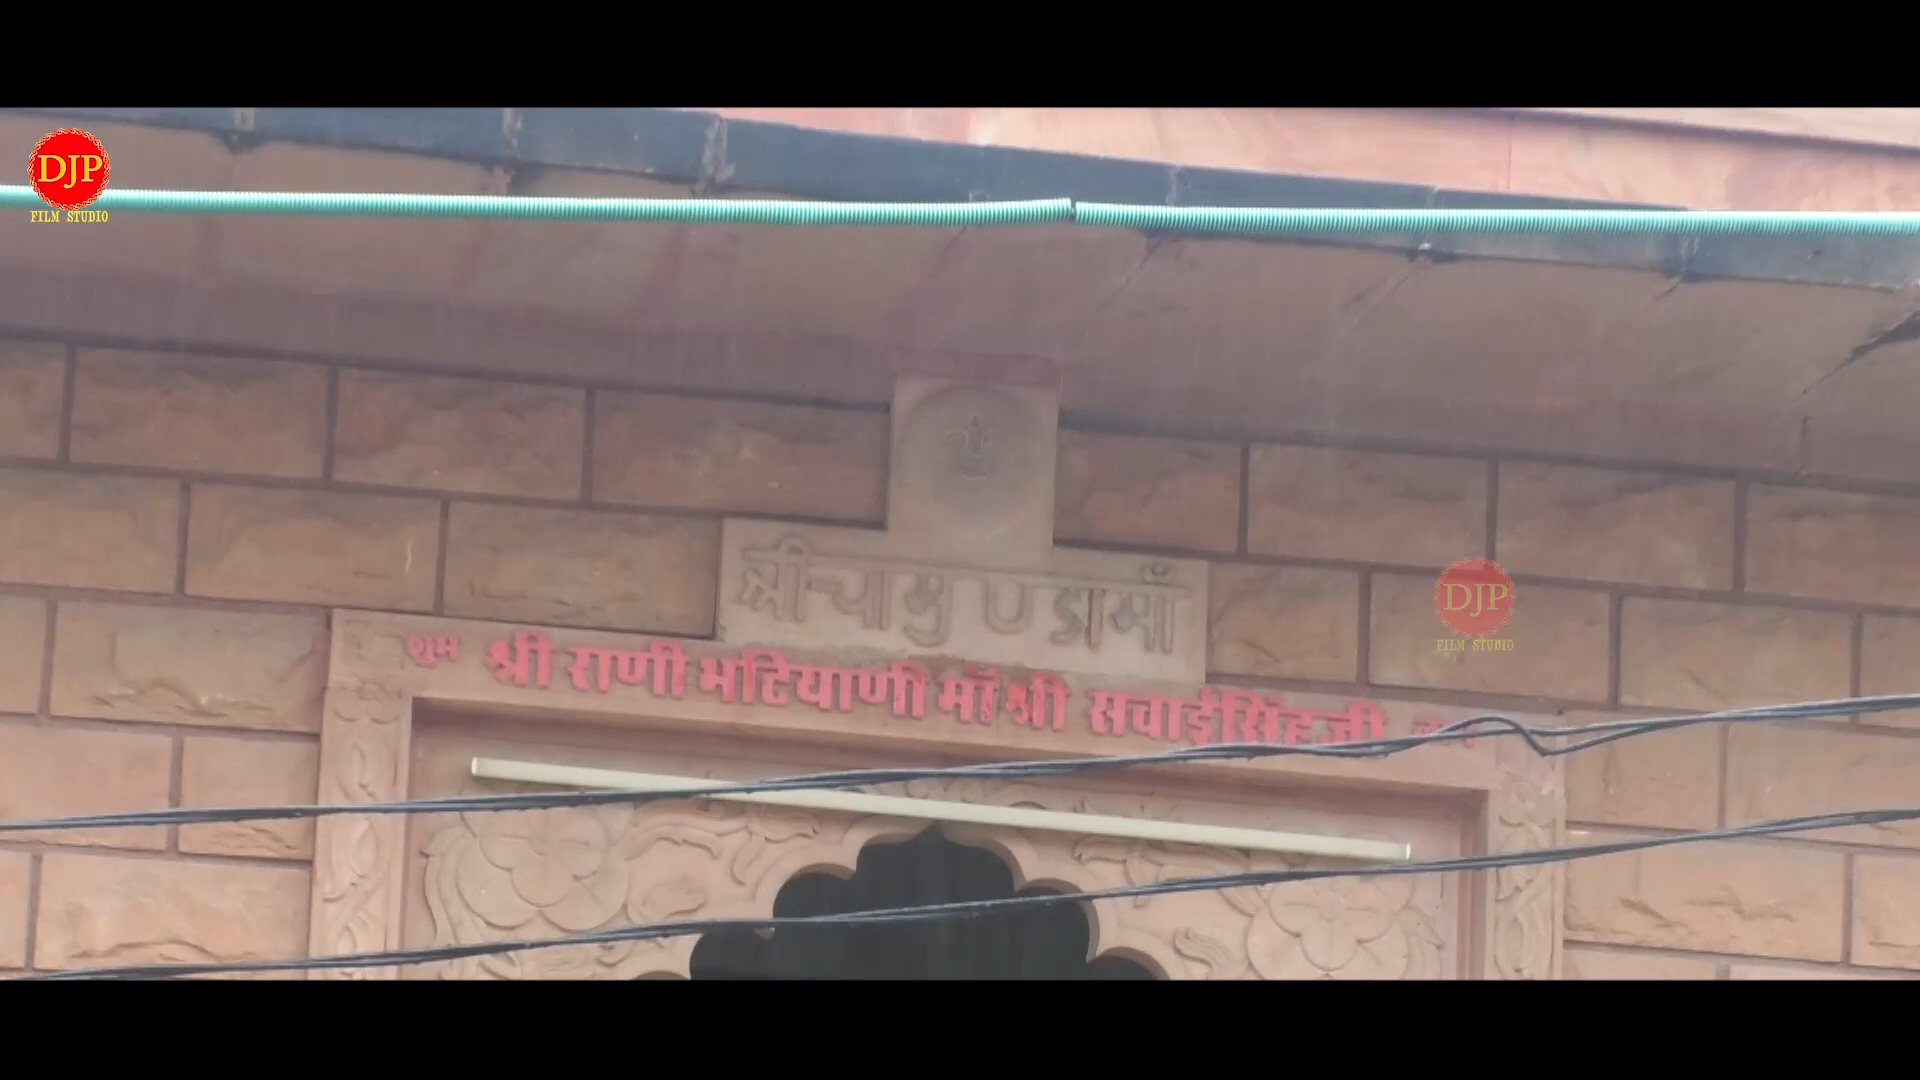 DJP
FILM STUDIO
श्री चामुण्डा माँ
DJP
FILM STUDIO
शुभ श्री राणी भटियाणी माँ श्री सवाईसिंहजी